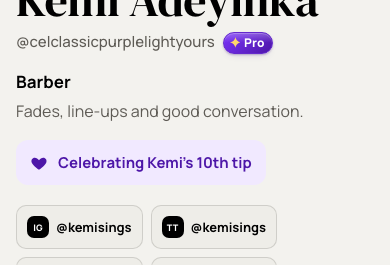 Kemi Adeyinka
@celclassicpurplelightyours Pro
Barber
Fades, line-ups and good conversation.
Celebrating Kemi's 10th tip
IG @kemisings TT @kemisings